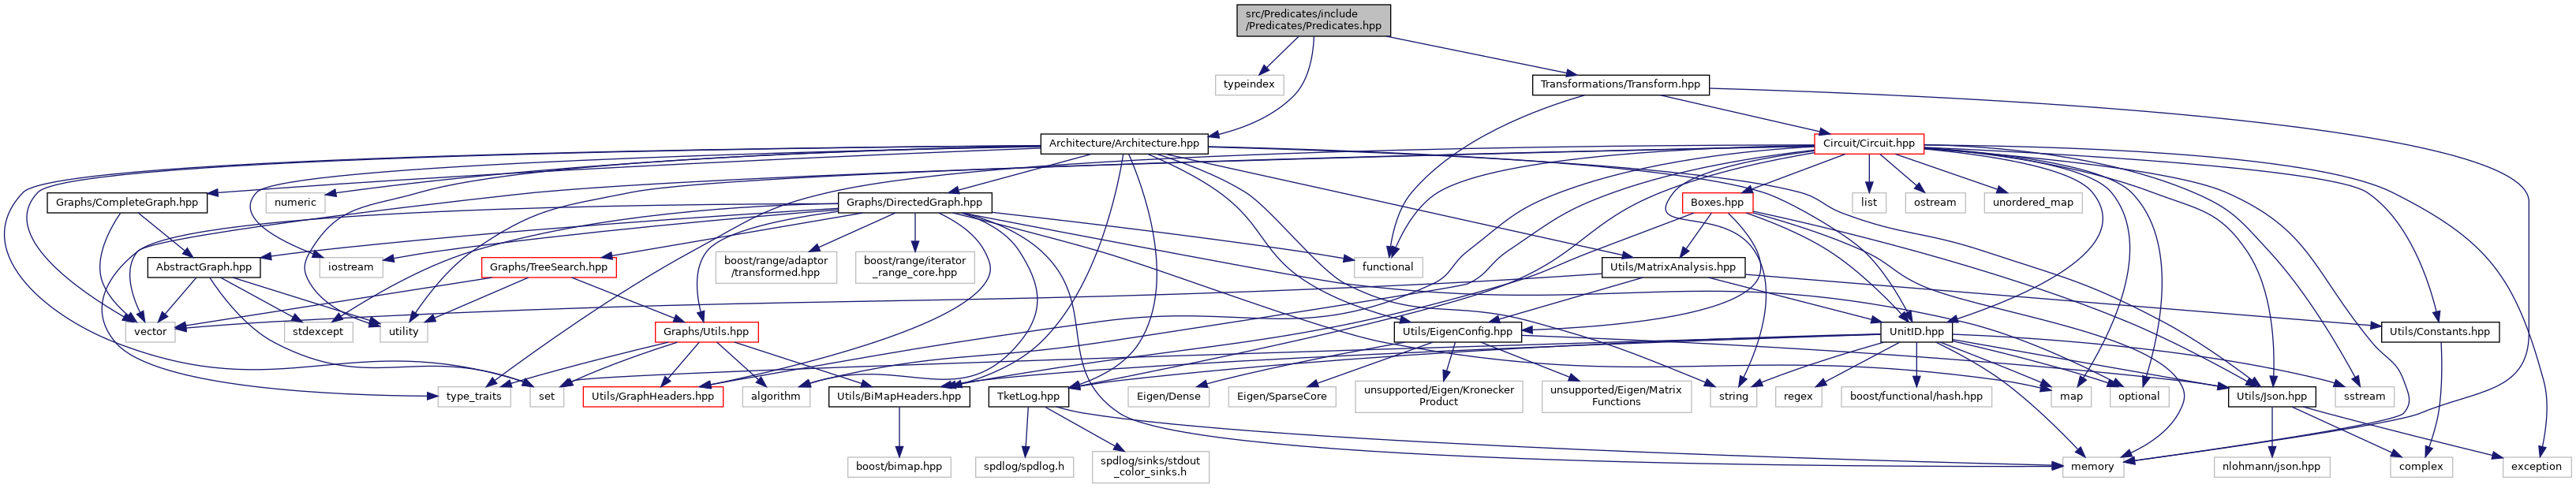 src/Predicates/include
/Predicates/Predicates.hpp
typeindex
Transformations/Transform.hpp
Architecture/Architecture.hpp
Circuit/Circuit.hpp
Graphs/CompleteGraph.hpp
numeric
Graphs/DirectedGraph.hpp
Boxes.hpp
list
ostream
unordered_map
AbstractGraph.hpp
iostream
Graphs/TreeSearch.hpp
boost/range/adaptor
/transformed.hpp
boost/range/iterator
_range_core.hpp
functional
Utils/MatrixAnalysis.hpp
vector
stdexcept
utility
Graphs/Utils.hpp
Utils/EigenConfig.hpp
UnitID.hpp
Utils/Constants.hpp
type_traits
set
Utils/GraphHeaders.hpp
algorithm
Utils/BiMapHeaders.hpp
TketLog.hpp
Eigen/Dense
Eigen/SparseCore
unsupported/Eigen/Kronecker
Product
unsupported/Eigen/Matrix
Functions
string
regex
boost/functional/hash.hpp
map
optional
Utils/Json.hpp
sstream
boost/bimap.hpp
spdlog/spdlog.h
spdlog/sinks/stdout
_color_sinks.h
memory
nlohmann/json.hpp
complex
exception